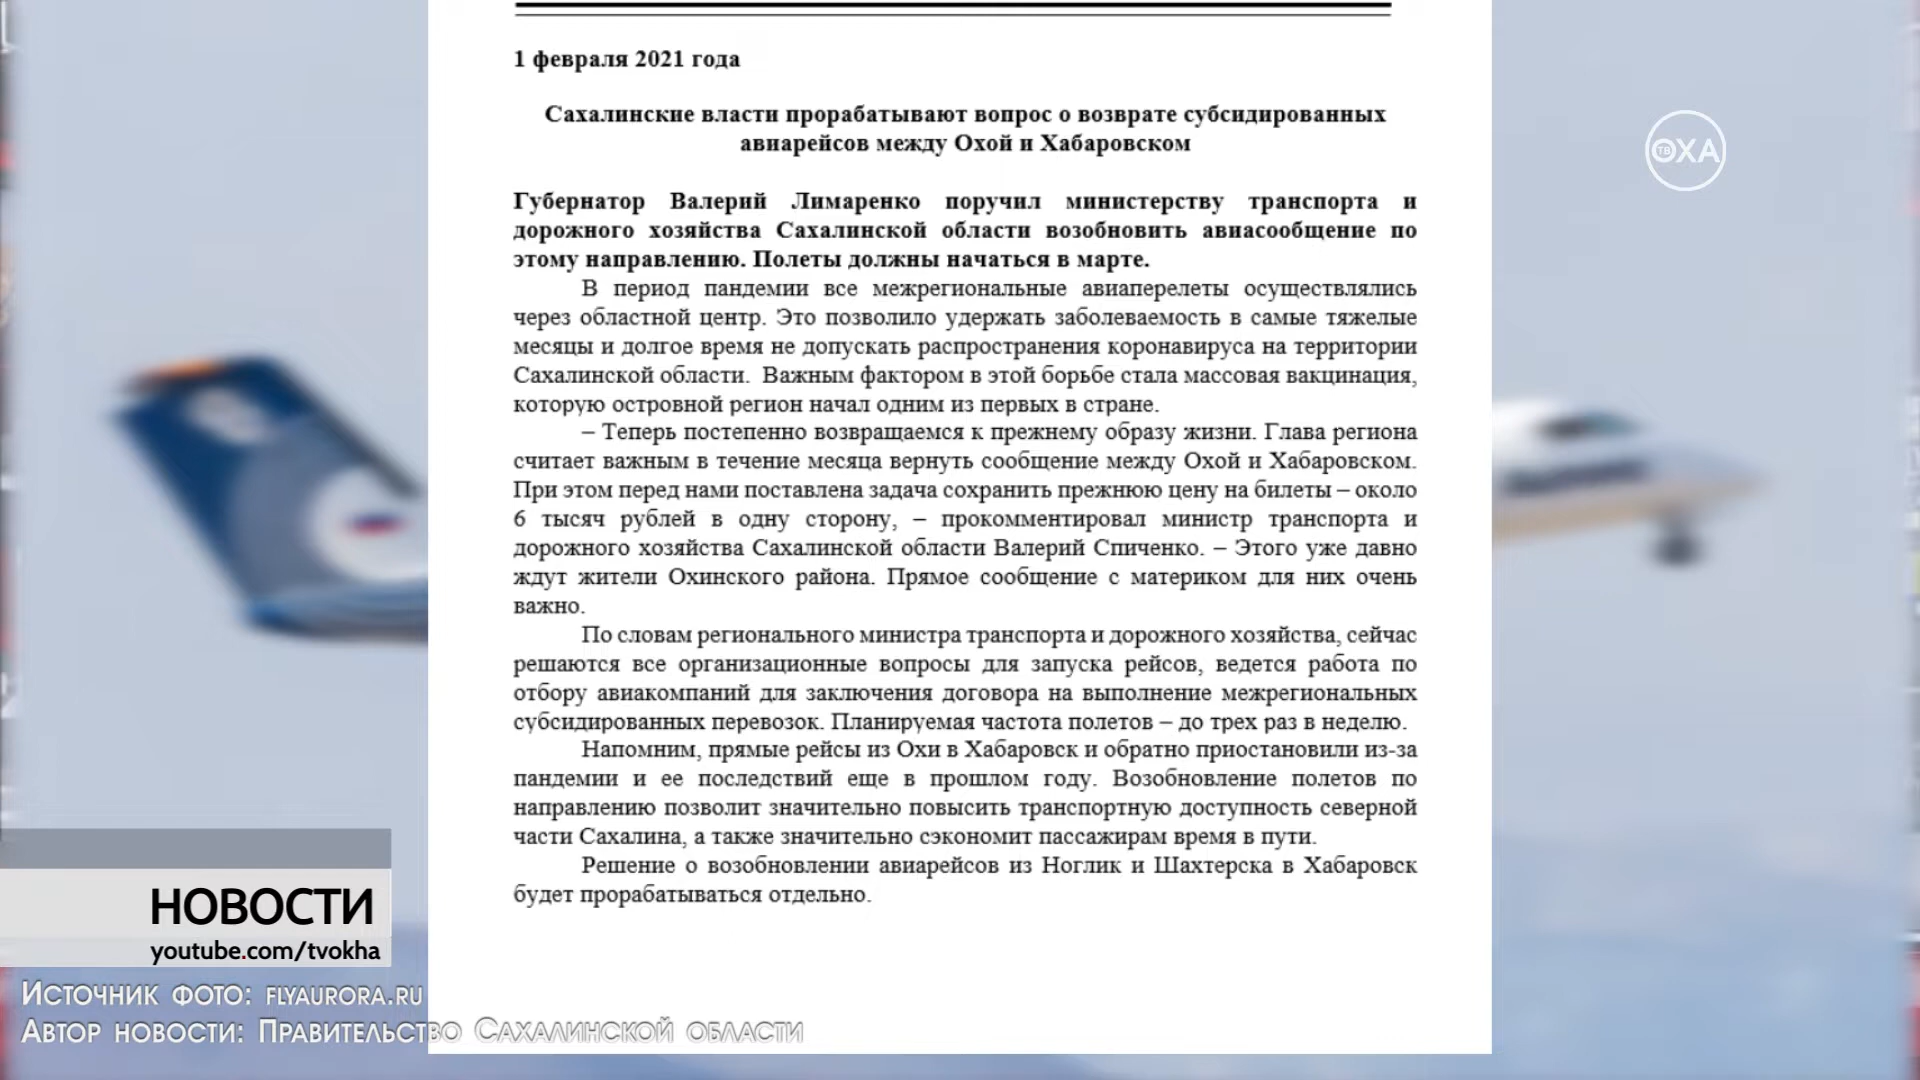 1 февраля 2021 года
Сахалинские власти прорабатывают вопрос о возврате субсидированных
авиарейсов между Охой и Хабаровском
Губернатор Валерий Лимаренко поручил министерству транспорта и
дорожного хозяйства Сахалинской области возобновить авиасообщение по
этому направлению. Полеты должны начаться в марте.
В период пандемии все межрегиональные авиаперелеты осуществлялись
через областной центр. Это позволило удержать заболеваемость в самые тяжелые
месяцы и долгое время не допускать распространения коронавируса на территории
Сахалинской области. Важным фактором в этой борьбе стала массовая вакцинация,
которую островной регион начал одним из первых в стране.
– Теперь постепенно возвращаемся к прежнему образу жизни. Глава региона
считает важным в течение месяца вернуть сообщение между Охой и Хабаровском.
При этом перед нами поставлена задача сохранить прежнюю цену на билеты – около
6 тысяч рублей в одну сторону, – прокомментировал министр транспорта и
дорожного хозяйства Сахалинской области Валерий Спиченко. – Этого уже давно
ждут жители Охинского района. Прямое сообщение с материком для них очень
важно.
По словам регионального министра транспорта и дорожного хозяйства, сейчас
решаются все организационные вопросы для запуска рейсов, ведется работа по
отбору авиакомпаний для заключения договора на выполнение межрегиональных
субсидированных перевозок. Планируемая частота полетов – до трех раз в неделю.
Напомним, прямые рейсы из Охи в Хабаровск и обратно приостановили из-за
пандемии и ее последствий еще в прошлом году. Возобновление полетов по
направлению позволит значительно повысить транспортную доступность северной
части Сахалина, а также значительно сэкономит пассажирам время в пути.
Решение о возобновлении авиарейсов из Ноглик и Шахтерска в Хабаровск
будет прорабатываться отдельно.
ТВ ОХА
НОВОСТИ
youtube.com/tvokha
Источник фото: flyaurora.ru
Автор новости: Правительство Сахалинской области